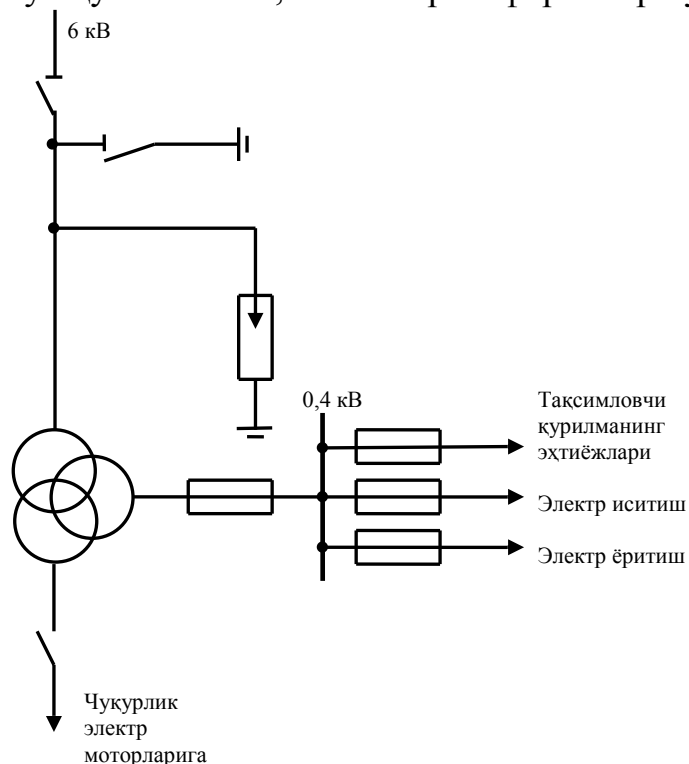 6 кВ
0,4 кВ
Тақсимловчи
қурилманинг
эҳтиёжлари
Электр иситиш
Электр ёритиш
Чуқурлик
электр
моторларига